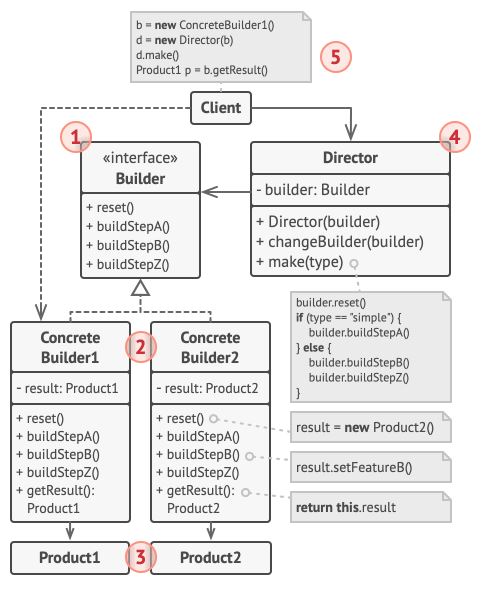 b = new ConcreteBuilder1()
d = new Director(b)
d.make()
Product1 p = b.getResult()
5
Client
1
«interface»
Builder
+ reset()
+ buildStepA()
+ buildStepB()
+ buildStepZ()
4
Director
- builder: Builder
+ Director(builder)
+ changeBuilder(builder)
+ make(type)
builder.reset()
if (type == "simple") {
builder.buildStepA()
} else {
builder.buildStepB()
builder.buildStepZ()
}
2
Concrete
Builder1
- result: Product1
+ reset()
+ buildStepA()
+ buildStepB()
+ buildStepZ()
+ getResult():
Product1
Concrete
Builder2
- result: Product2
+ reset()
+ buildStepA()
+ buildStepB()
+ buildStepZ()
+ getResult():
Product2
result = new Product2()
result.setFeatureB()
return this.result
Product1
3
Product2